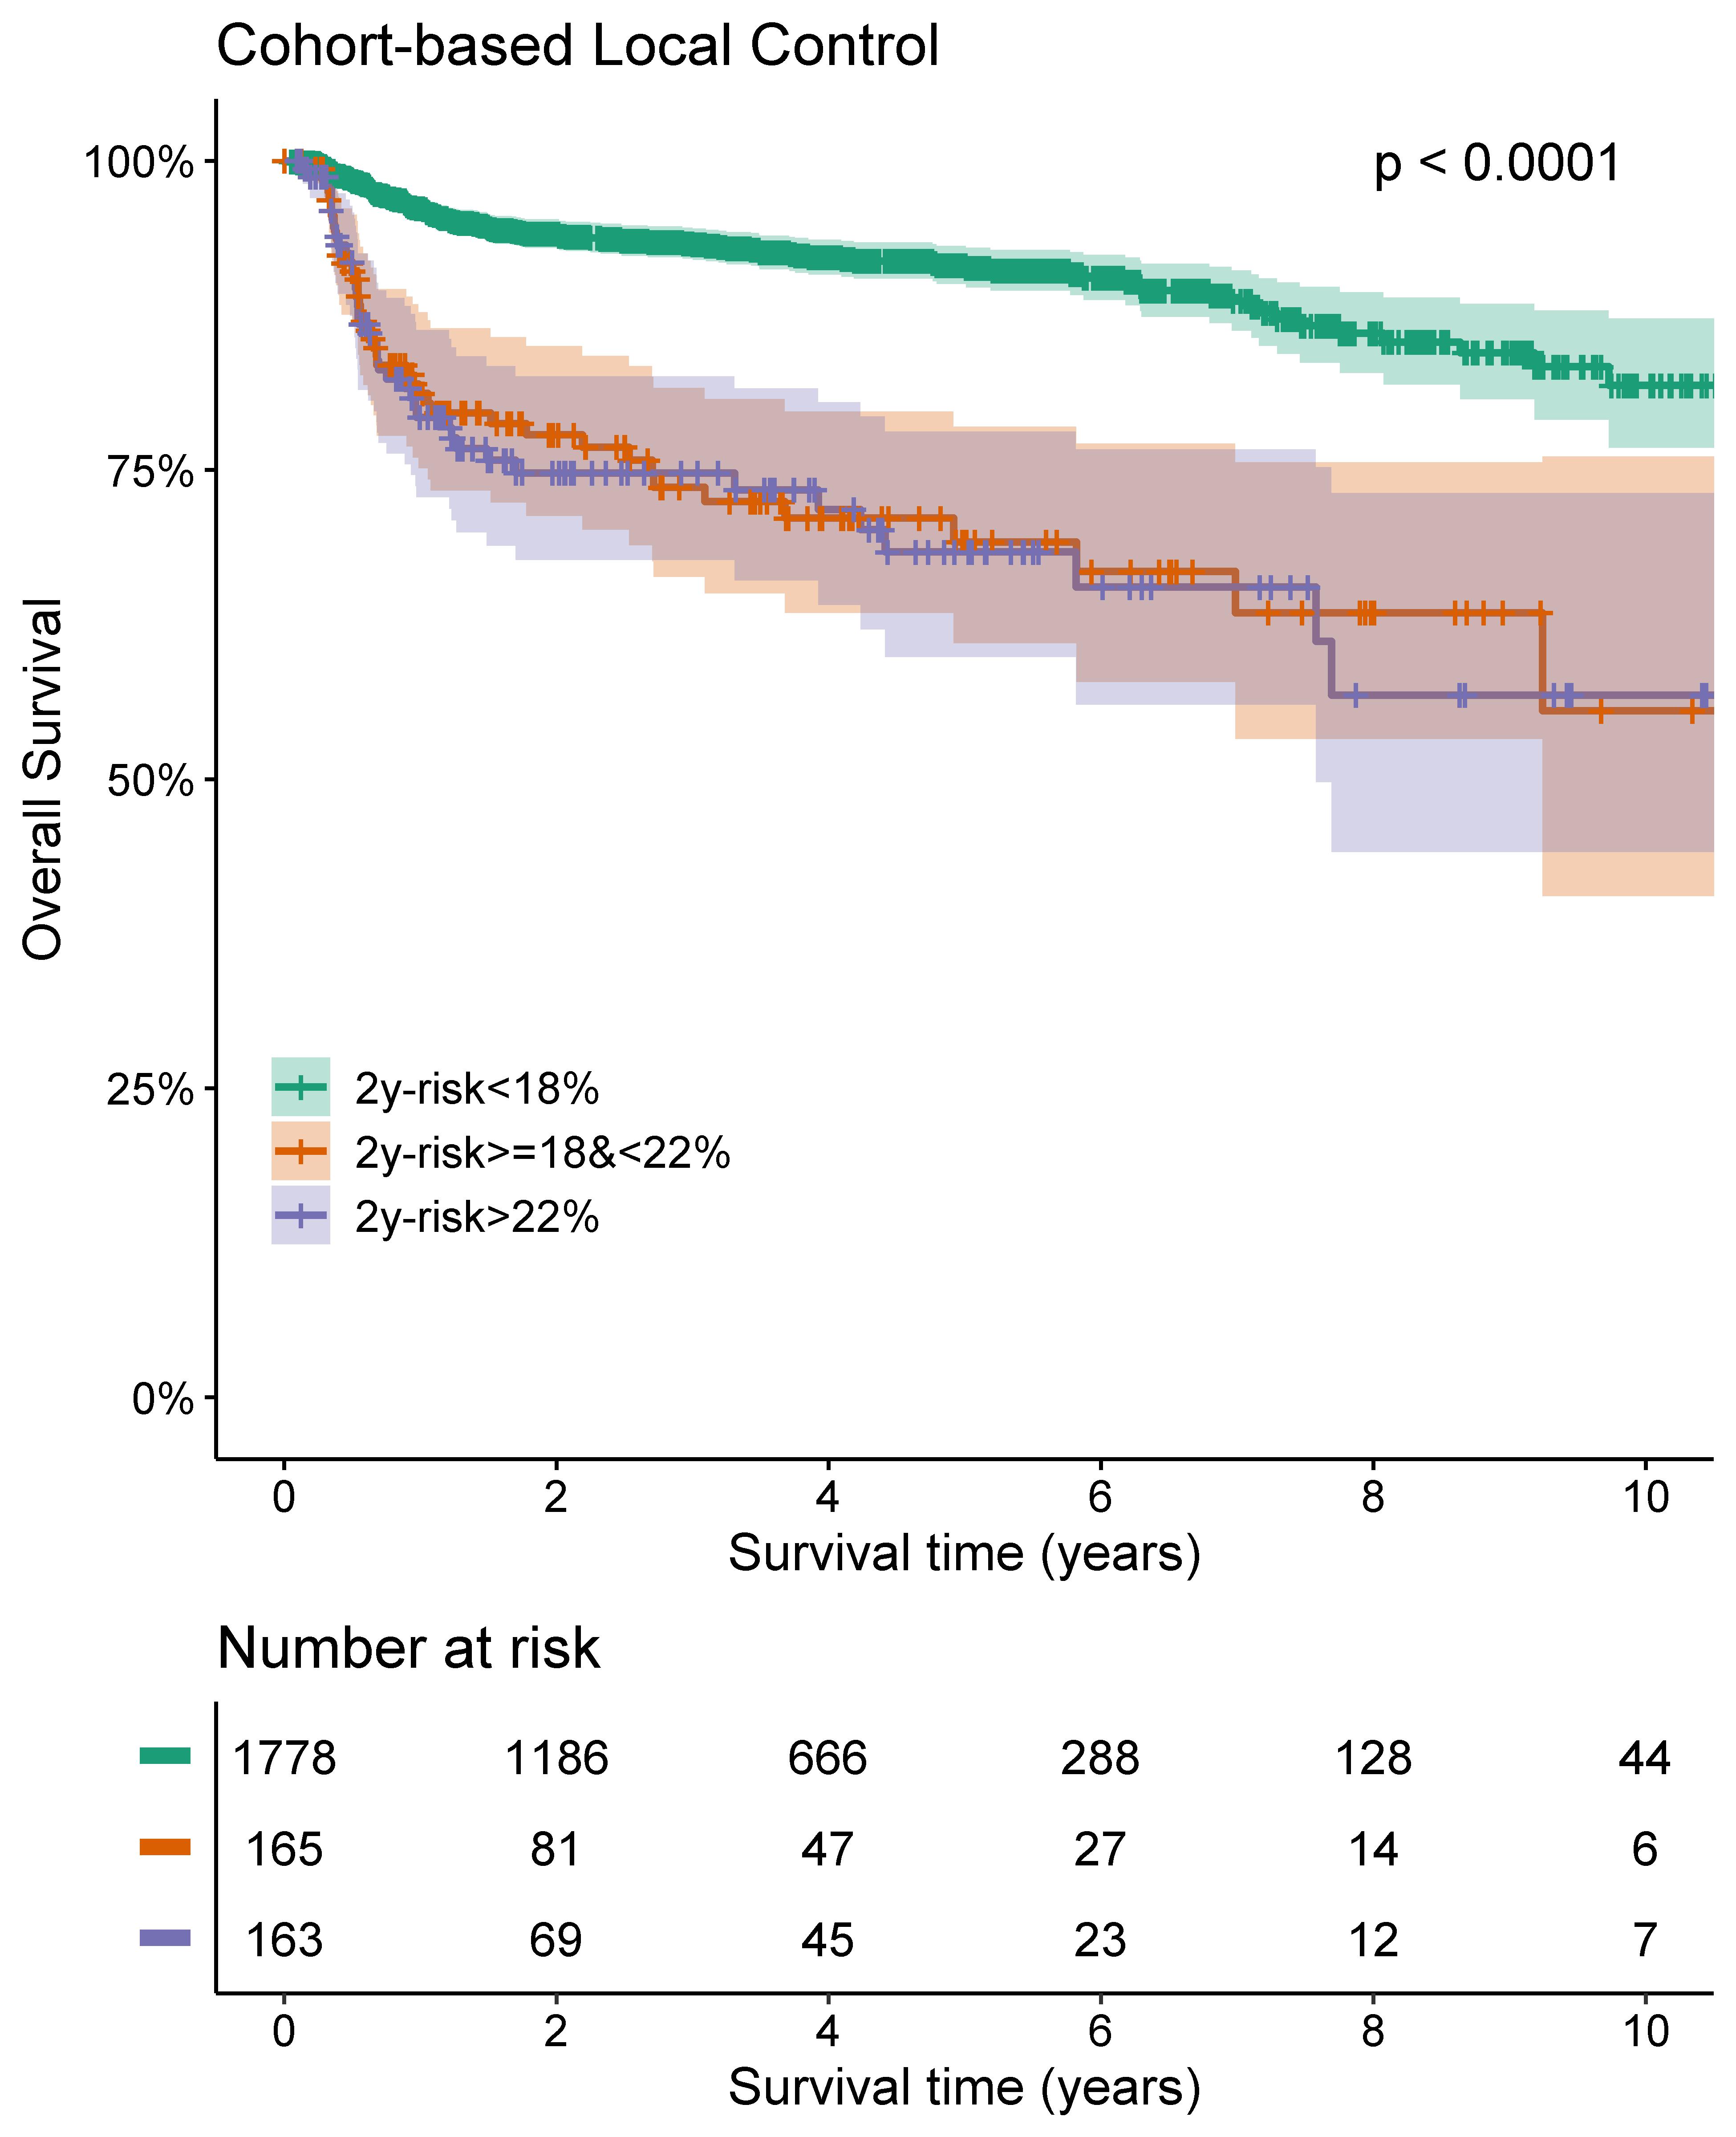 Cohort-based Local Control
p < 0.0001
100%
75%
50%
25%
0%
Overall Survival
2y-risk<18%
2y-risk>=18&<22%
2y-risk>22%
0 2 4 6 8 10
Survival time (years)
Number at risk
1778 1186 666 288 128 44
165 81 47 27 14 6
163 69 45 23 12 7
0 2 4 6 8 10
Survival time (years)